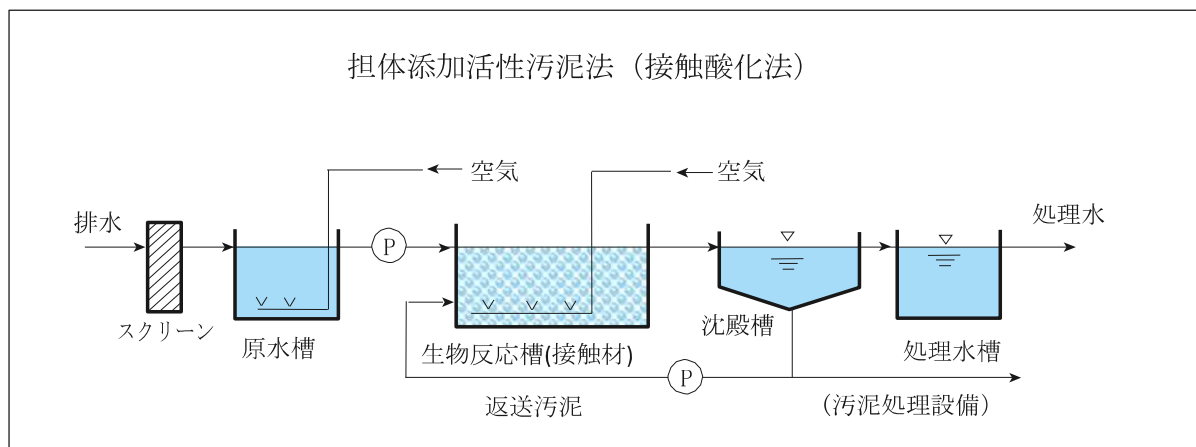 担体添加活性汚泥法（接触酸化法）
空気
空気
排水
処理水
P
スクリーン
原水槽
生物反応槽(接触材)
沈殿槽
処理水槽
P
返送汚泥
（汚泥処理設備）